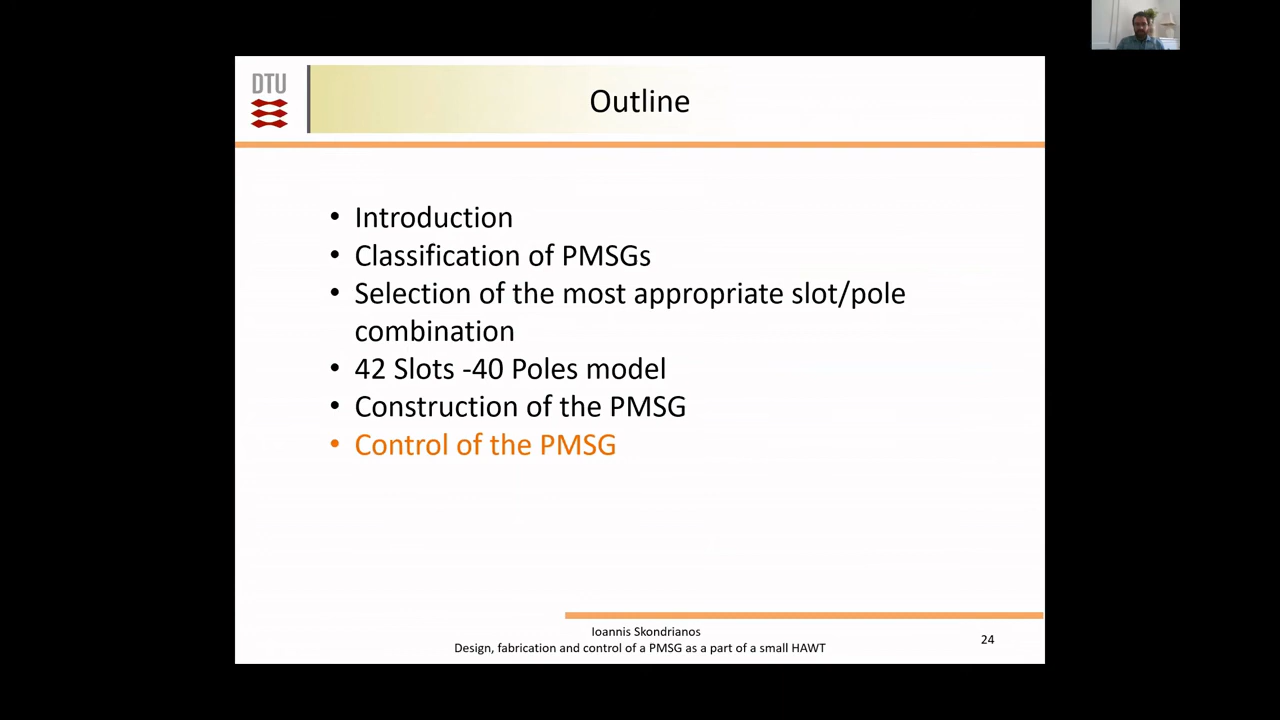 DTU
Outline
• Introduction
• Classification of PMSGs
• Selection of the most appropriate slot/pole
combination
• 42 Slots -40 Poles model
• Construction of the PMSG
• Control of the PMSG
Ioannis Skondrianos
Design, fabrication and control of a PMSG as a part of a small HAWT
24